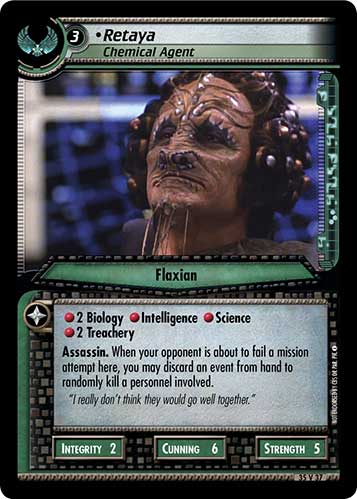 3
•Retaya
Chemical Agent
Flaxian
2 Biology Intelligence Science
2 Treachery
Assassin. When your opponent is about to fail a mission
attempt here, you may discard an event from hand to
randomly kill a personnel involved.
"I really don't think they would go well together."
INTEGRITY 2 CUNNING 6 STRENGTH 5
35 V 37